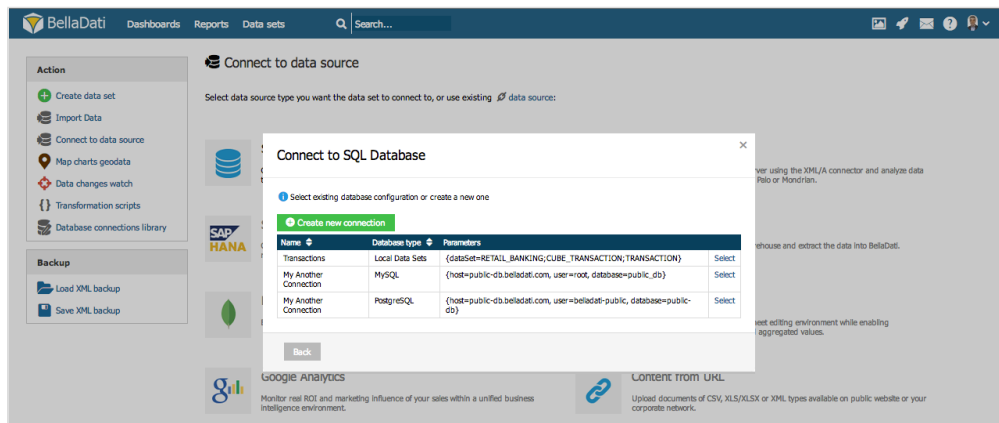 BellaDati Dashboards Reports Data sets Search...
Action
Create data set
Import Data
Connect to data source
Map charts geodata
Data changes watch
Transformation scripts
Database connections library
Backup
Load XML backup
Save XML backup
Connect to data source
Select data source type you want the data set to connect to, or use existing data source:
Connect to SQL Database
×
Select existing database configuration or create a new one
Create new connection
Name Database type Parameters
Transactions Local Data Sets {dataSet=RETAIL_BANKING;CUBE_TRANSACTION;TRANSACTION} Select
My Another MySQL {host=public-db.belladati.com, user=root, database=public_db} Select
Connection
My Another PostgreSQL {host=public-db.belladati.com, user=belladati-public, database=public- Select
Connection db}
Back
SAP
HANA
ver using the XML/A connector and analyze data
Palo or Mondrian.
rehouse and extract the data into BellaDati.
eet editing environment while enabling
aggregated values.
Google Analytics
Monitor real ROI and marketing influence of your sales within a unified business
intelligence environment.
Content from URL
Upload documents of CSV, XLS/XLSX or XML types available on public website or your
corporate network.